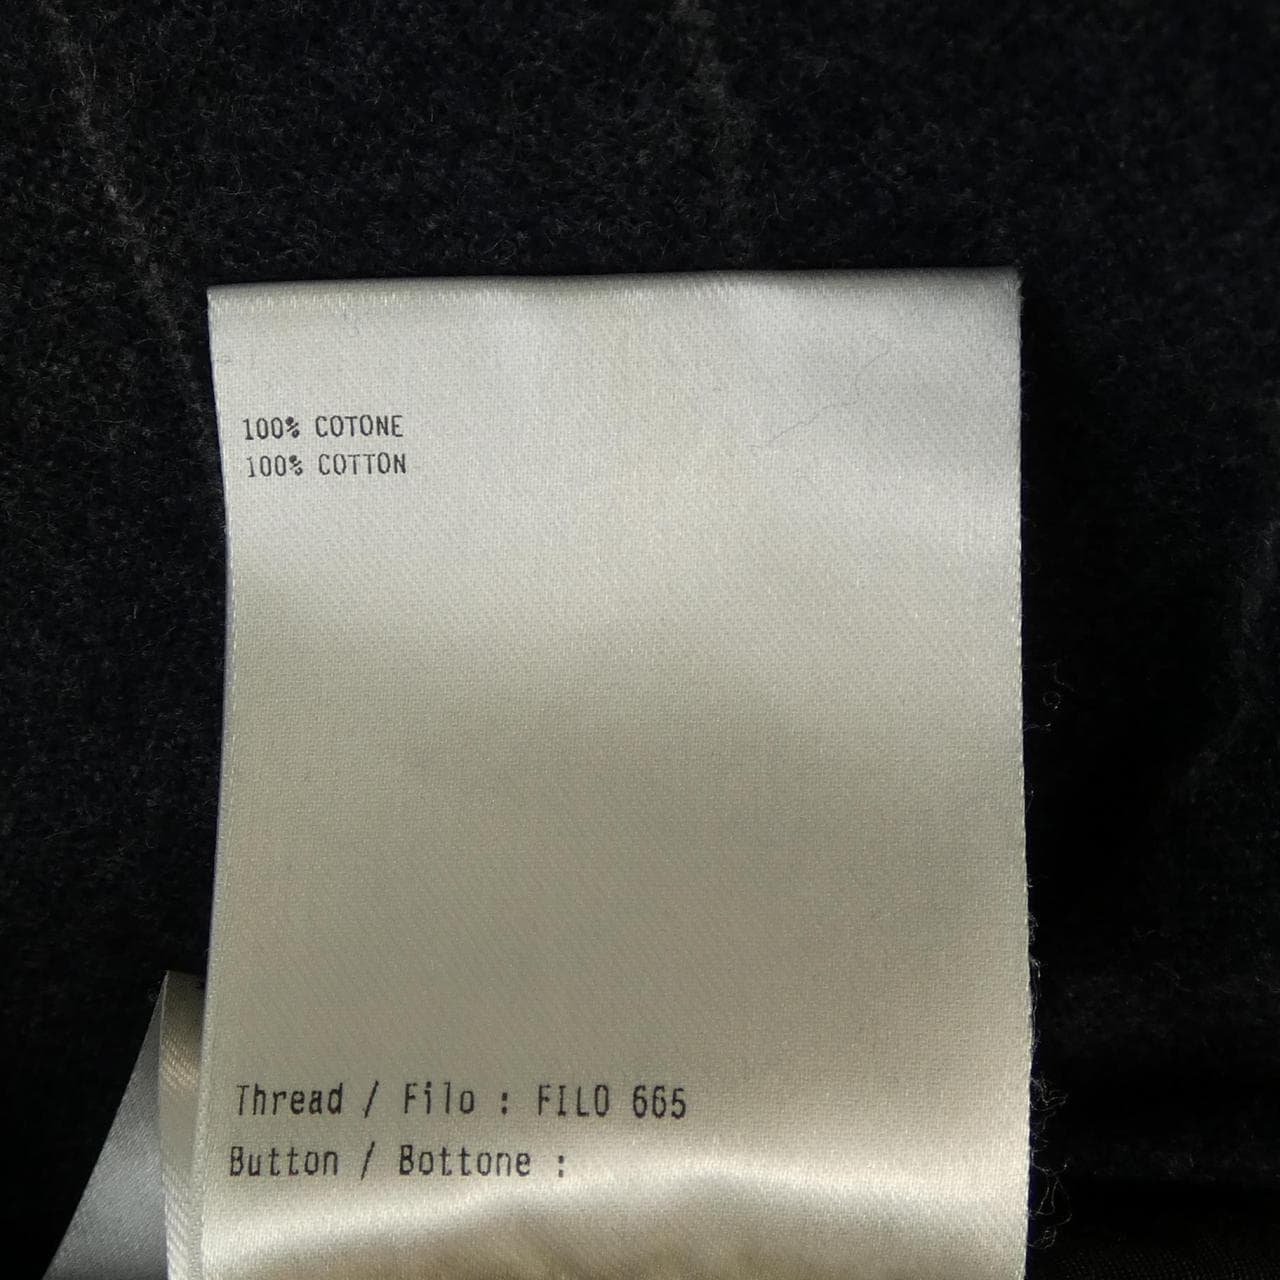 100% COTONE
100% COTTON
Thread / Filo : FILO 665
Button / Bottone :